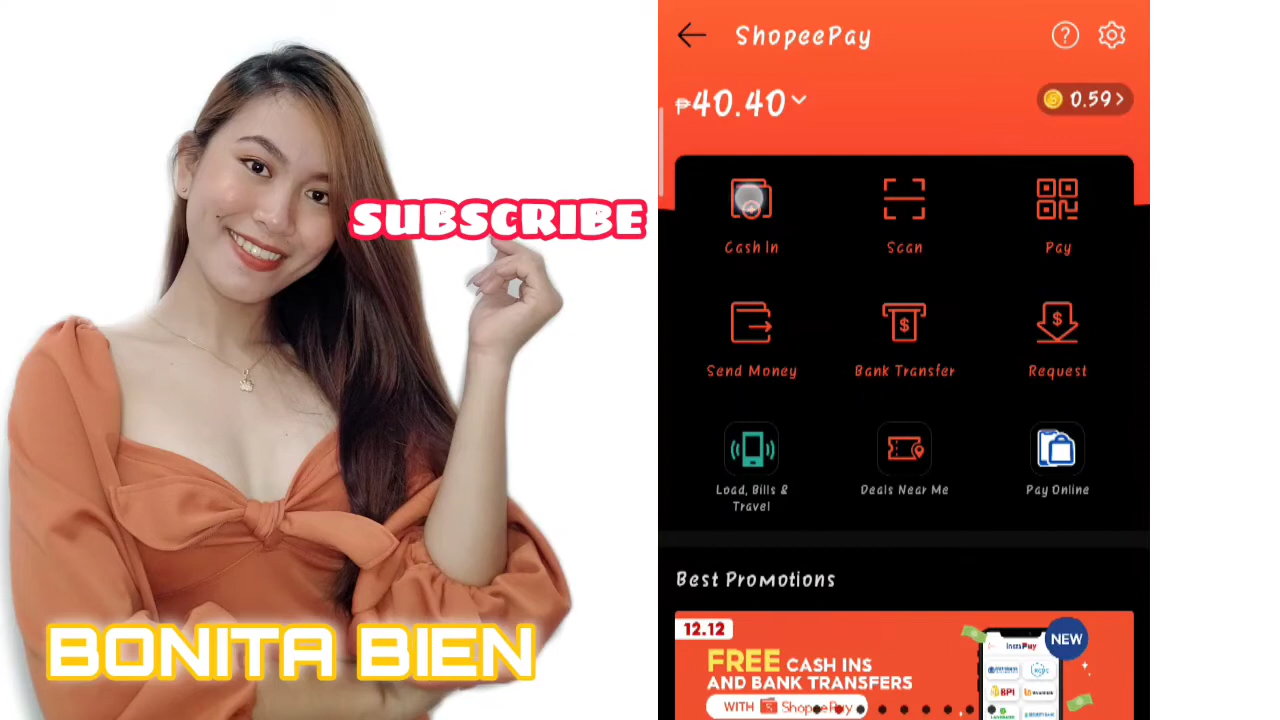 SUBSCRIBE
BONITA BIEN
ShopeePay
?
₱40.40
0.59
Cash In
Scan
Pay
Send Money
Bank Transfer
Request
Load, Bills &
Travel
Deals Near Me
Pay Online
Best Promotions
12.12
NEW
InstaPay
FREE CASH INS
AND BANK TRANSFERS
WITH ShopeePay
BPI